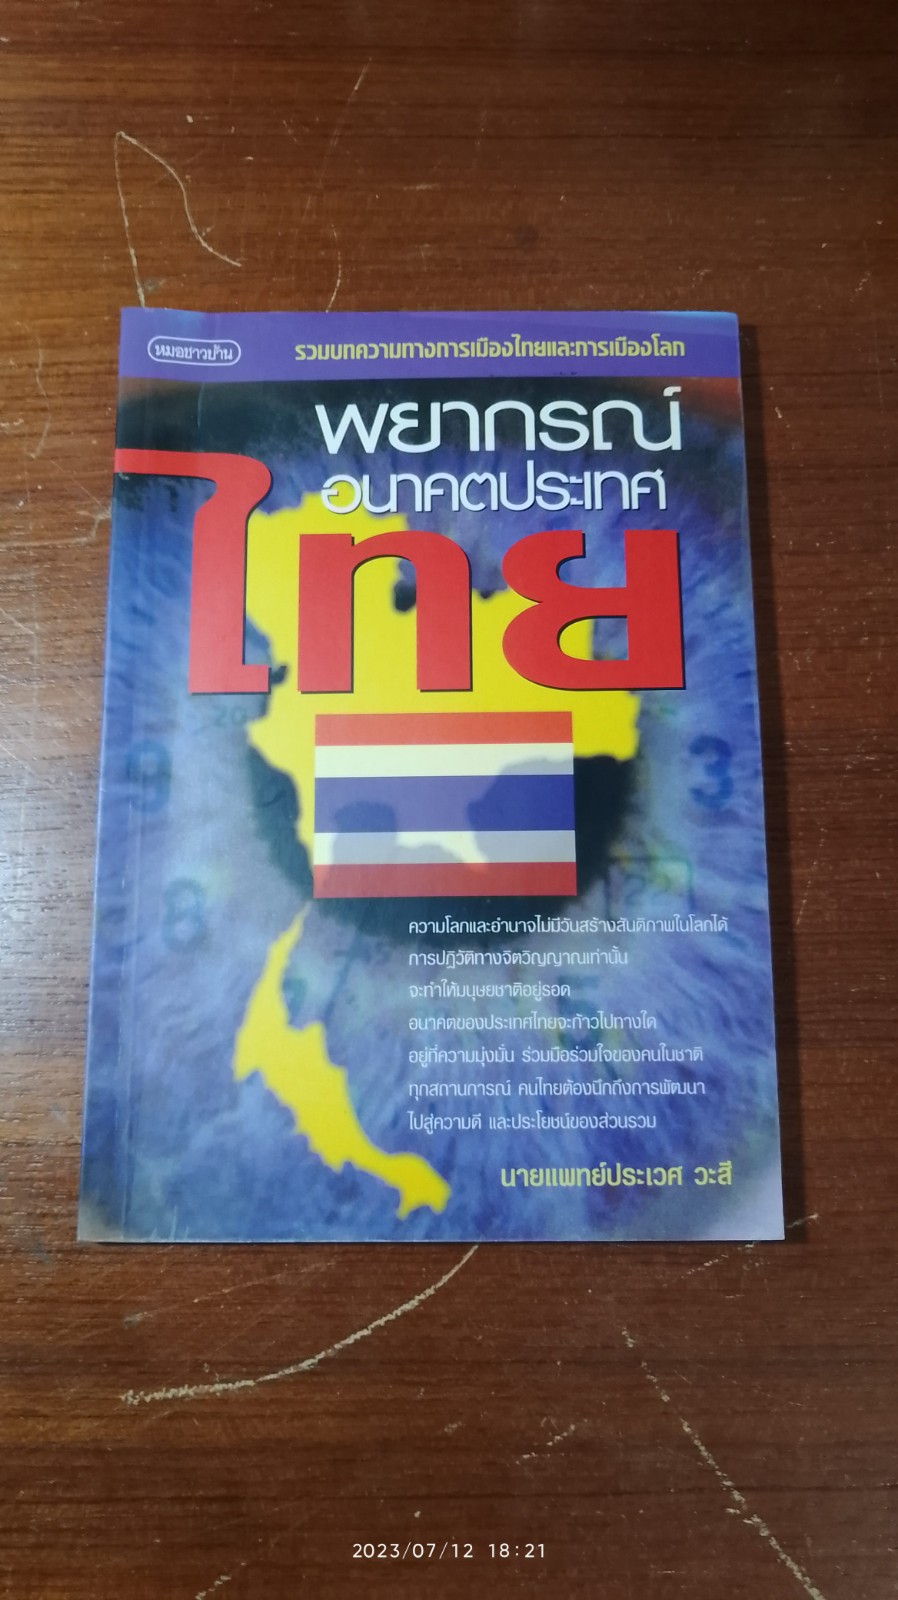 หมอชาวบ้าน
รวมบทความทางการเมืองไทยและการเมืองโลก
พยากรณ์
อนาคตประเทศ
ไทย
20
9
3
8
ความโลภและอำนาจไม่มีวันสร้างสันติภาพในโลกได้
การปฏิวัติทางจิตวิญญาณเท่านั้น
จะทำให้มนุษยชาติอยู่รอด
อนาคตของประเทศไทยจะก้าวไปทางใด
อยู่ที่ความมุ่งมั่น ร่วมมือร่วมใจของคนในชาติ
ทุกสถานการณ์ คนไทยต้องนึกถึงการพัฒนา
ไปสู่ความดี และประโยชน์ของส่วนรวม
นายแพทย์ประเวศ วะสี
2023/07/12 18:21